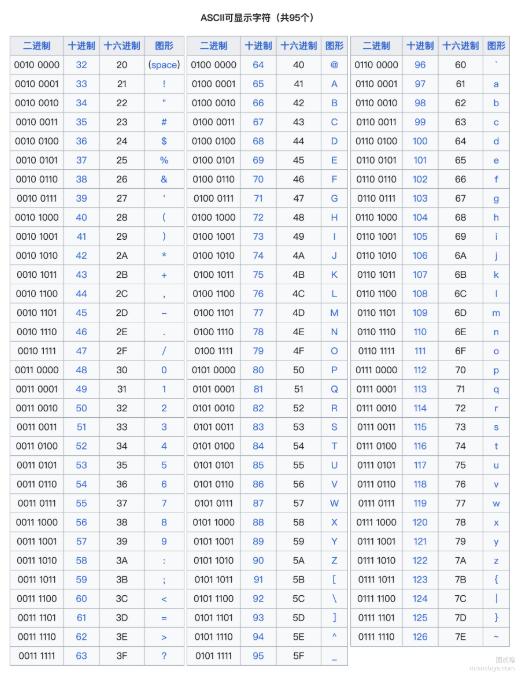 ASCII可显示字符（共95个）
二进制 十进制 十六进制 图形 二进制 十进制 十六进制 图形 二进制 十进制 十六进制 图形
0010 0000 32 20 (space) 0100 0000 64 40 @ 0110 0000 96 60 `
0010 0001 33 21 ! 0100 0001 65 41 A 0110 0001 97 61 a
0010 0010 34 22 " 0100 0010 66 42 B 0110 0010 98 62 b
0010 0011 35 23 # 0100 0011 67 43 C 0110 0011 99 63 c
0010 0100 36 24 $ 0100 0100 68 44 D 0110 0100 100 64 d
0010 0101 37 25 % 0100 0101 69 45 E 0110 0101 101 65 e
0010 0110 38 26 & 0100 0110 70 46 F 0110 0110 102 66 f
0010 0111 39 27 ' 0100 0111 71 47 G 0110 0111 103 67 g
0010 1000 40 28 ( 0100 1000 72 48 H 0110 1000 104 68 h
0010 1001 41 29 ) 0100 1001 73 49 I 0110 1001 105 69 i
0010 1010 42 2A * 0100 1010 74 4A J 0110 1010 106 6A j
0010 1011 43 2B + 0100 1011 75 4B K 0110 1011 107 6B k
0010 1100 44 2C , 0100 1100 76 4C L 0110 1100 108 6C l
0010 1101 45 2D - 0100 1101 77 4D M 0110 1101 109 6D m
0010 1110 46 2E . 0100 1110 78 4E N 0110 1110 110 6E n
0010 1111 47 2F / 0100 1111 79 4F O 0110 1111 111 6F o
0011 0000 48 30 0 0101 0000 80 50 P 0111 0000 112 70 p
0011 0001 49 31 1 0101 0001 81 51 Q 0111 0001 113 71 q
0011 0010 50 32 2 0101 0010 82 52 R 0111 0010 114 72 r
0011 0011 51 33 3 0101 0011 83 53 S 0111 0011 115 73 s
0011 0100 52 34 4 0101 0100 84 54 T 0111 0100 116 74 t
0011 0101 53 35 5 0101 0101 85 55 U 0111 0101 117 75 u
0011 0110 54 36 6 0101 0110 86 56 V 0111 0110 118 76 v
0011 0111 55 37 7 0101 0111 87 57 W 0111 0111 119 77 w
0011 1000 56 38 8 0101 1000 88 58 X 0111 1000 120 78 x
0011 1001 57 39 9 0101 1001 89 59 Y 0111 1001 121 79 y
0011 1010 58 3A : 0101 1010 90 5A Z 0111 1010 122 7A z
0011 1011 59 3B ; 0101 1011 91 5B [ 0111 1011 123 7B {
0011 1100 60 3C < 0101 1100 92 5C \ 0111 1100 124 7C |
0011 1101 61 3D = 0101 1101 93 5D ] 0111 1101 125 7D }
0011 1110 62 3E > 0101 1110 94 5E ^ 0111 1110 126 7E ~
0011 1111 63 3F ? 0101 1111 95 5F _